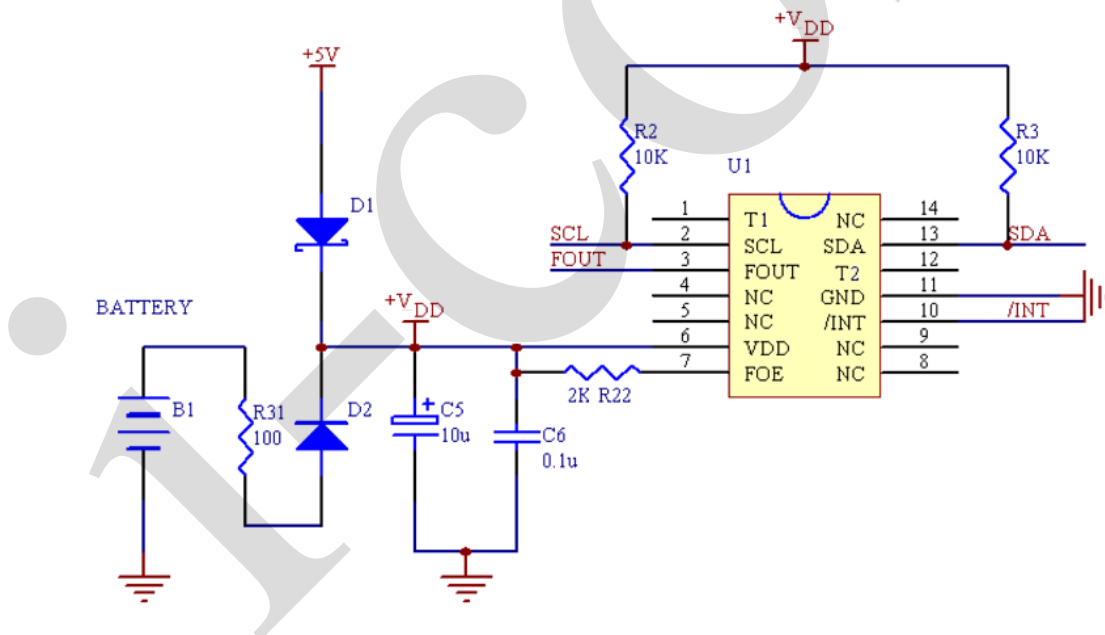 +VDD
+5V
R2
10K
R3
10K
U1
D1
1
T1
NC
14
SCL
2
SCL
SDA
13
SDA
FOUT
3
FOUT
T2
12
4
NC
GND
11
5
NC
/INT
10
/INT
6
VDD
NC
9
7
FOE
NC
8
BATTERY
+VDD
B1
R31
100
D2
+
C5
10u
2K R22
C6
0.1u